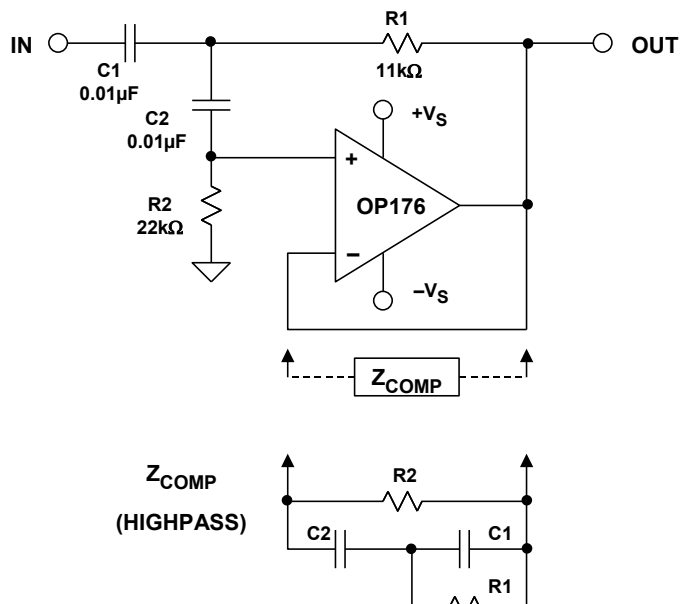 R1
IN
OUT
C1
0.01µF
11kΩ
C2
0.01µF
+VS
+
OP176
R2
22kΩ
–
–VS
ZCOMP
ZCOMP
(HIGHPASS)
R2
C2
C1
R1